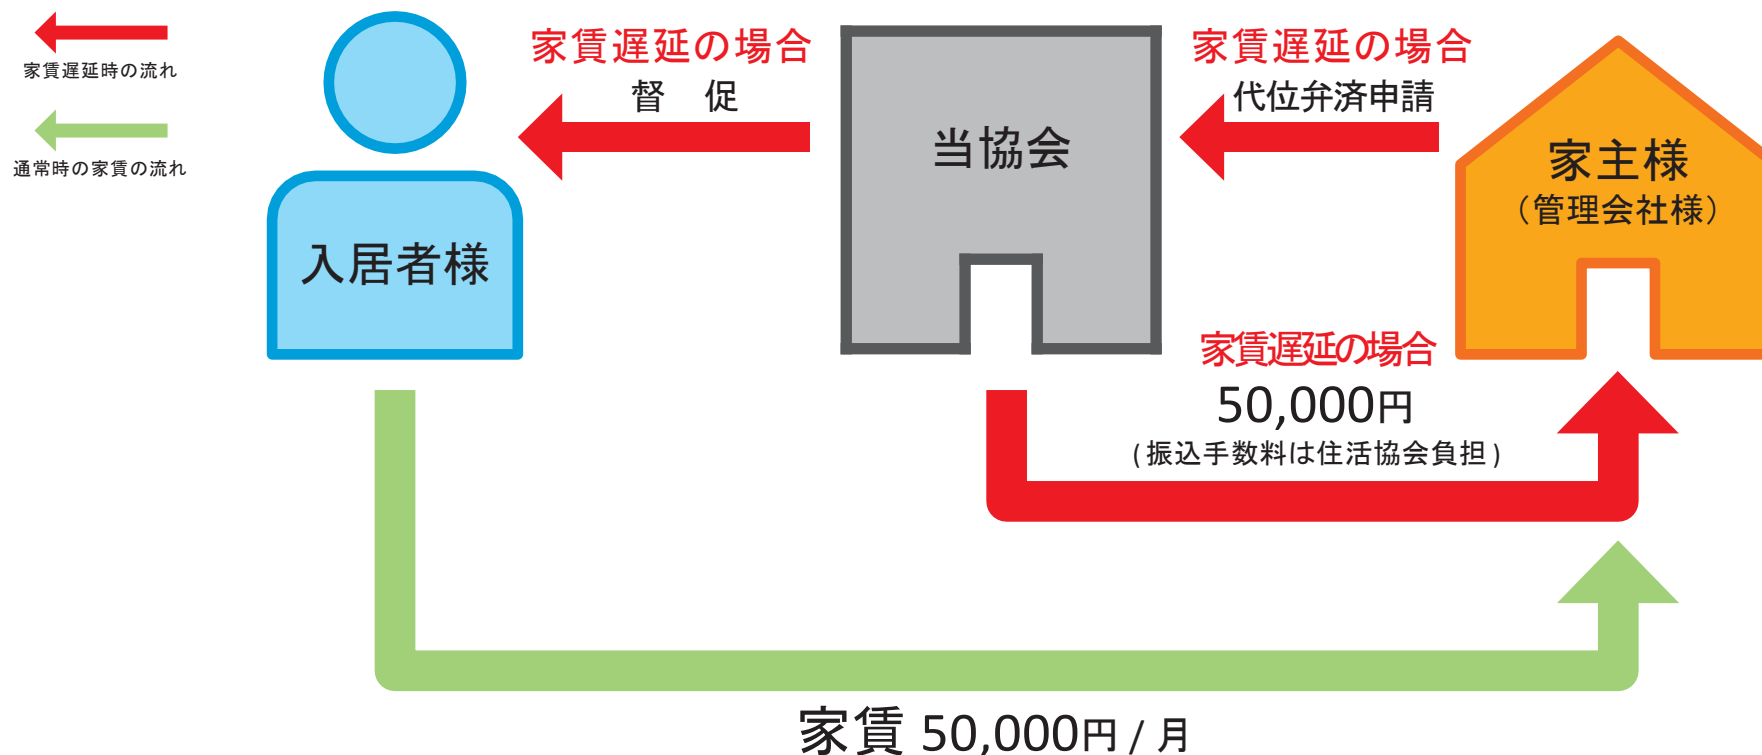 家賃遅延時の流れ
通常時の家賃の流れ
入居者様
家賃遅延の場合
督　促
当協会
家賃遅延の場合
代位弁済申請
家主様
（管理会社様）
家賃遅延の場合
50,000円
(振込手数料は住活協会負担)
家賃 50,000円 / 月